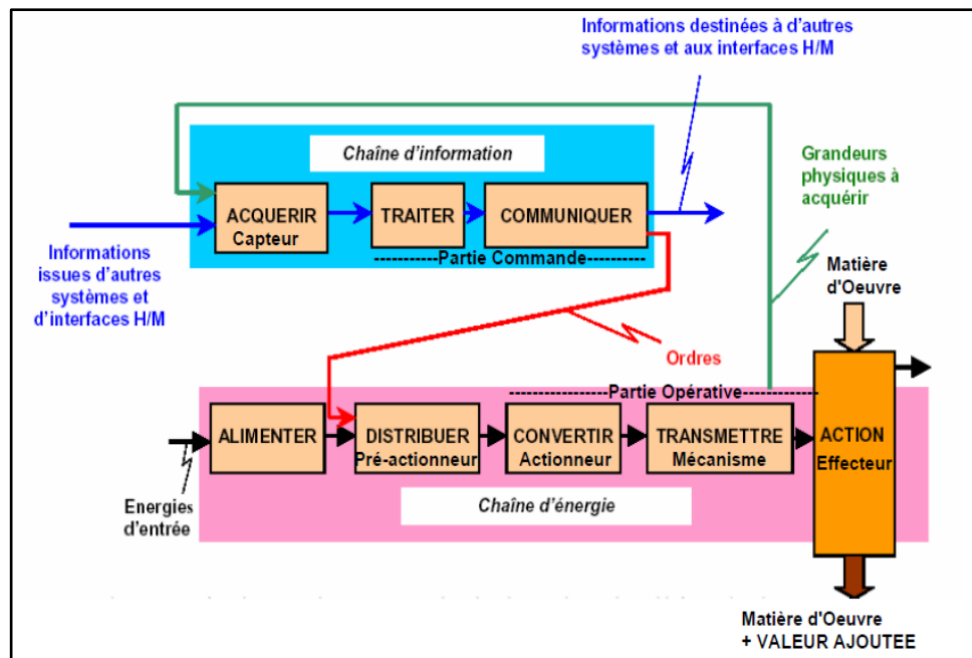 Informations destinées à d'autres
systèmes et aux interfaces H/M
Chaîne d'information
Grandeurs
physiques à
acquérir
ACQUERIR
Capteur
TRAITER
COMMUNIQUER
Partie Commande
Informations
issues d'autres
systèmes et
d'interfaces H/M
Matière
d'Oeuvre
Ordres
Partie Opérative
ALIMENTER
DISTRIBUER
Pré-actionneur
CONVERTIR
Actionneur
TRANSMETTRE
Mécanisme
ACTION
Effecteur
Energies
d'entrée
Chaîne d'énergie
Matière d'Oeuvre
+ VALEUR AJOUTEE